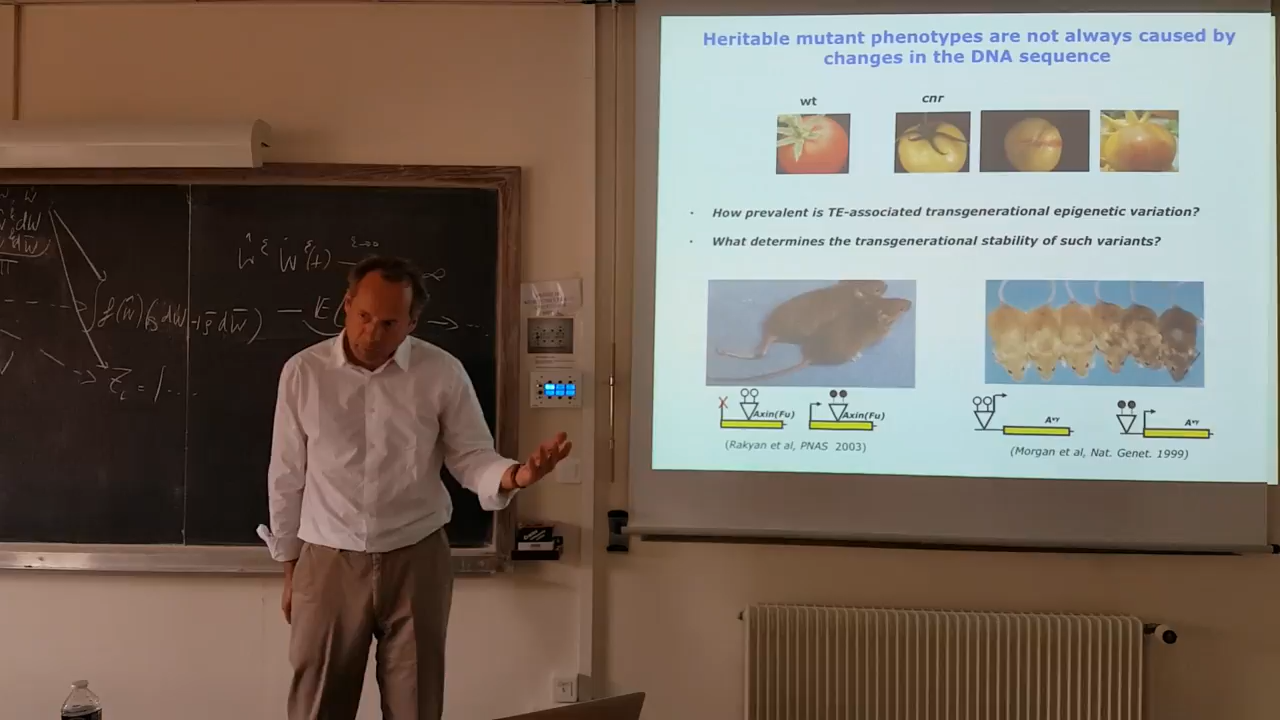 Heritable mutant phenotypes are not always caused by
changes in the DNA sequence
wt
cnr
· How prevalent is TE-associated transgenerational epigenetic variation?
· What determines the transgenerational stability of such variants?
Axin(Fu)
Axin(Fu)
Avy
Avy
(Rakyan et al, PNAS 2003)
(Morgan et al, Nat. Genet. 1999)